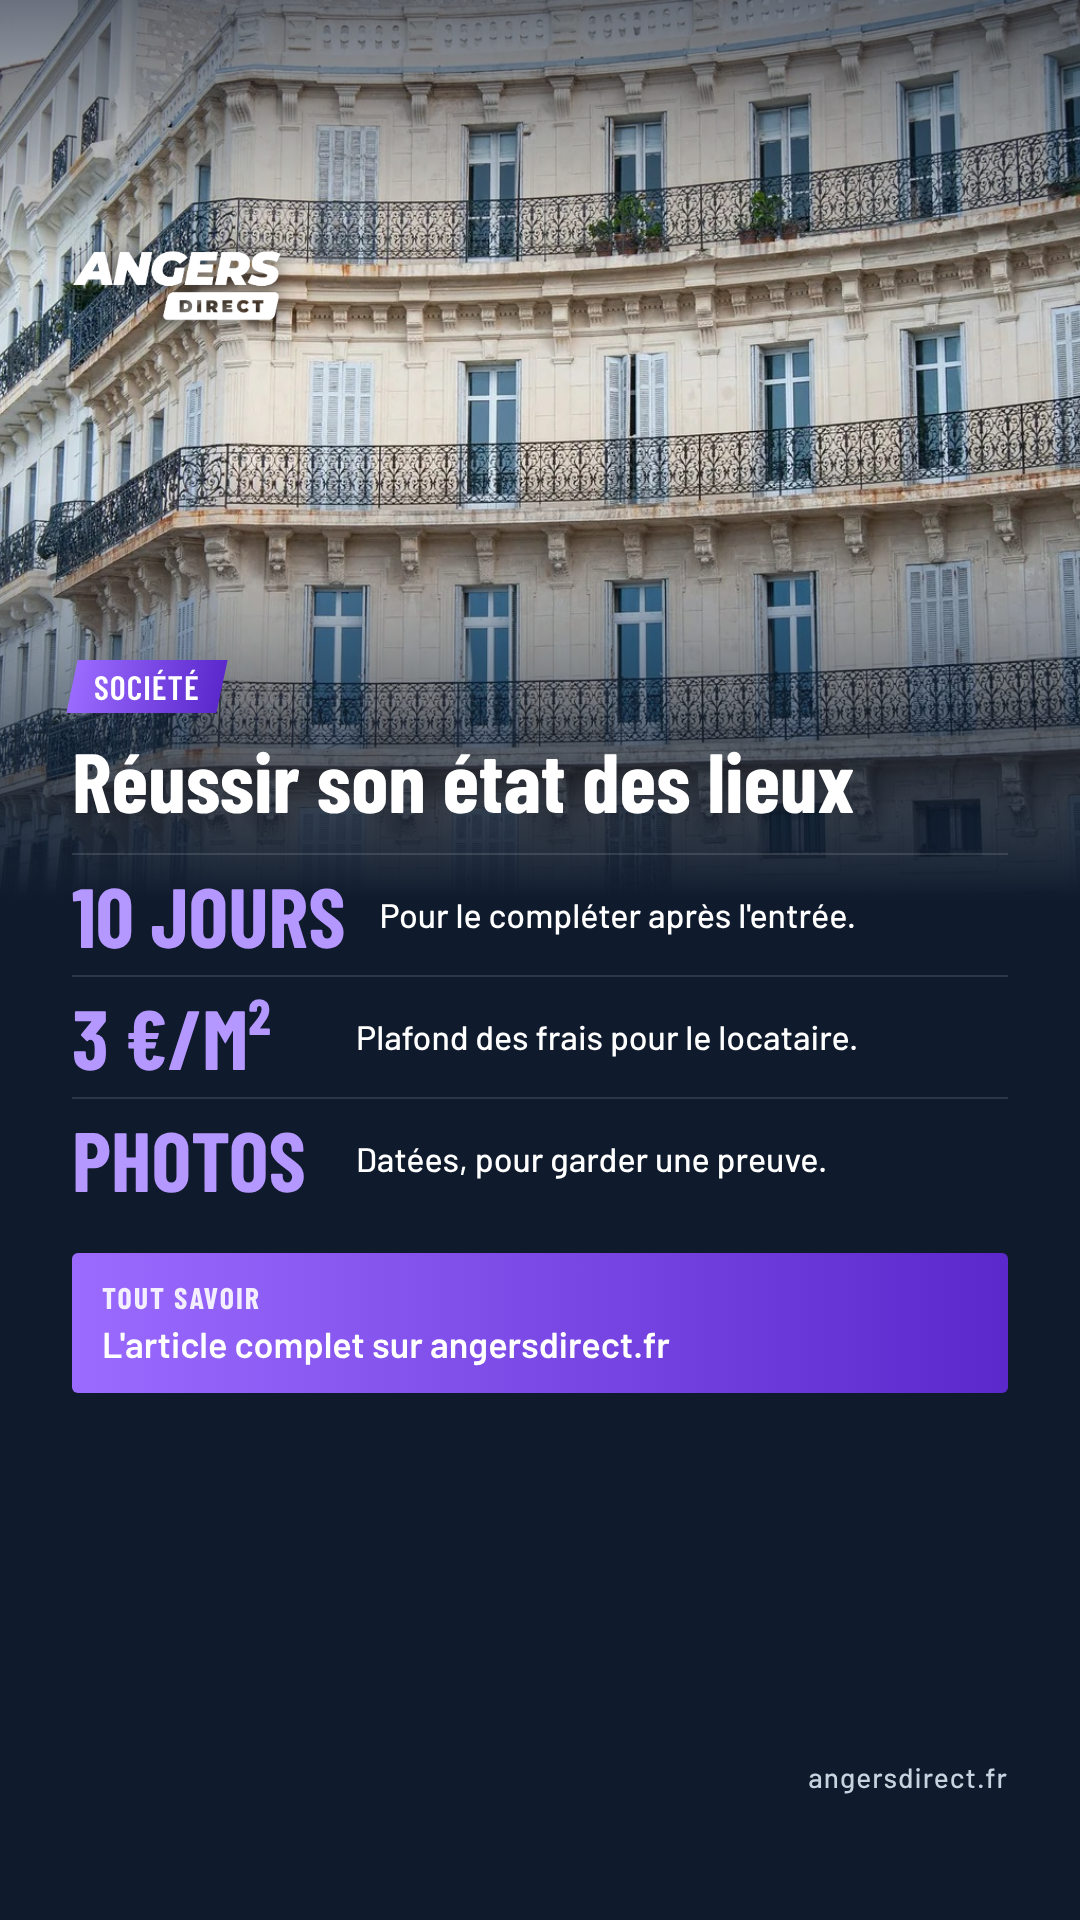 ANGERS
DIRECT
SOCIÉTÉ
Réussir son état des lieux
10 JOURS Pour le compléter après l'entrée.
3 €/M² Plafond des frais pour le locataire.
PHOTOS Datées, pour garder une preuve.
TOUT SAVOIR
L'article complet sur angersdirect.fr
angersdirect.fr